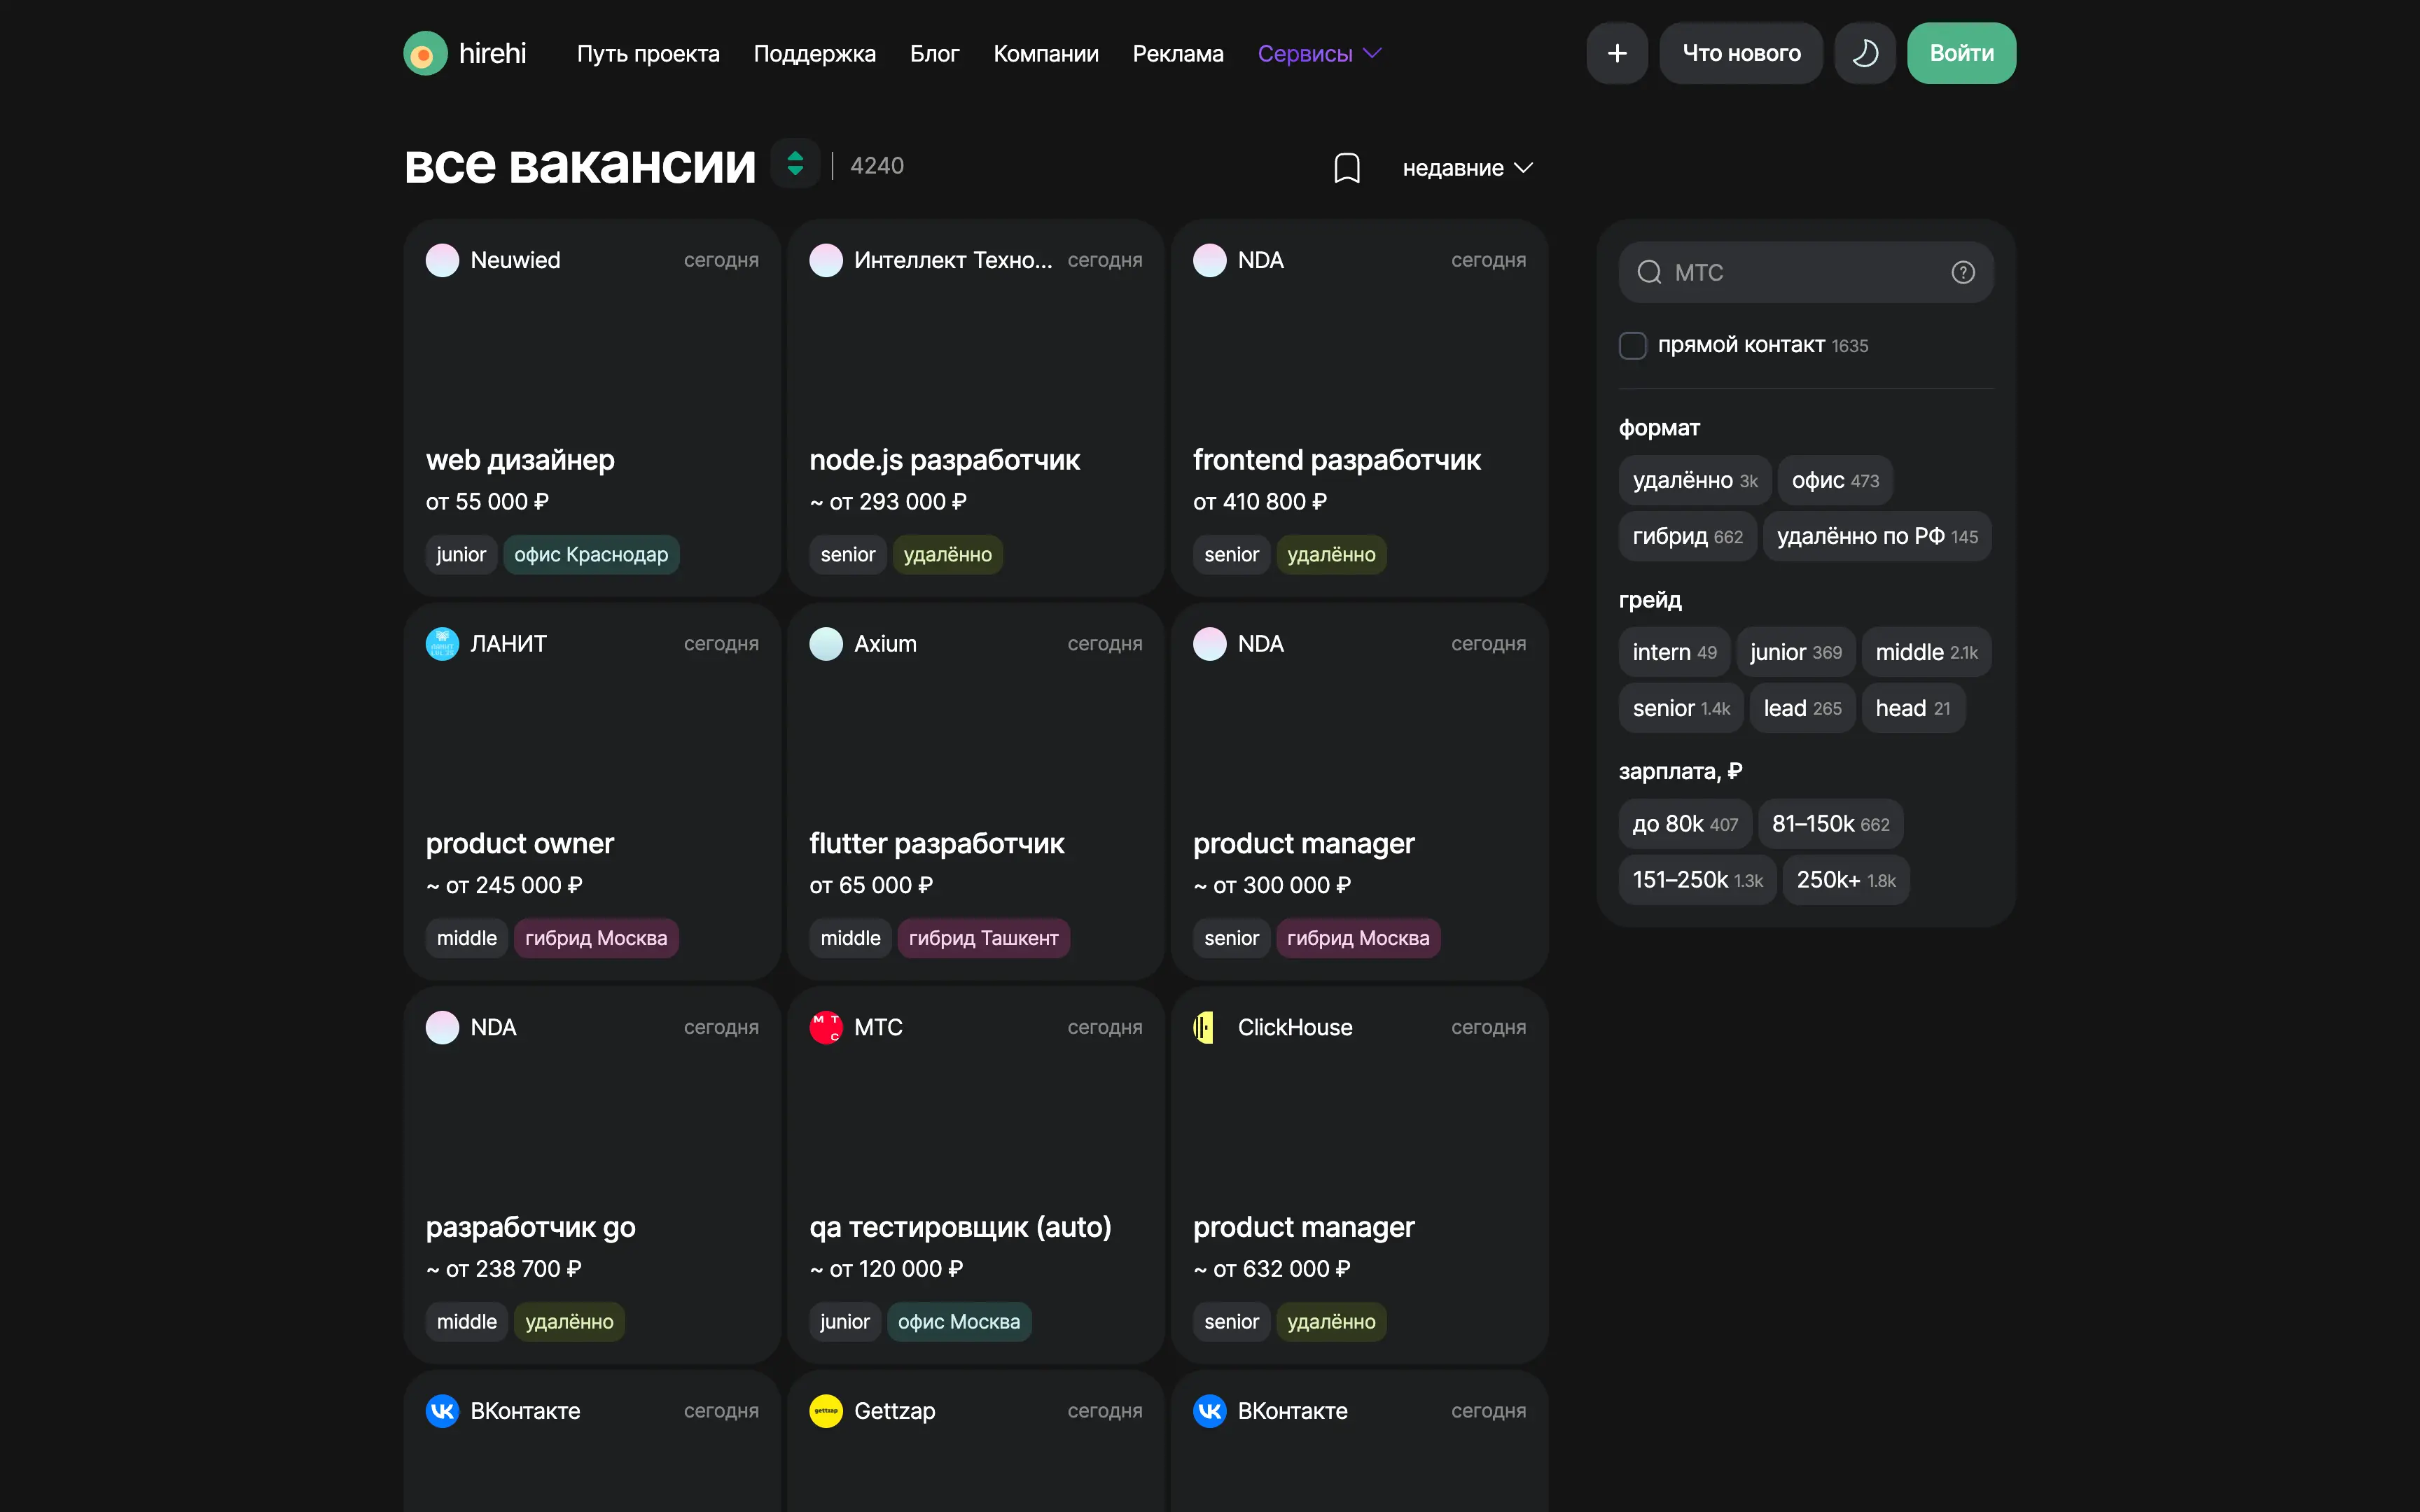 hirehi
Путь проекта
Поддержка
Блог
Компании
Реклама
Сервисы
+
Что нового
Войти
все вакансии
4240
недавние
Neuwied
сегодня
web дизайнер
от 55 000 ₽
junior
офис Краснодар
Интеллект Техно...
сегодня
node.js разработчик
~ от 293 000 ₽
senior
удалённо
NDA
сегодня
frontend разработчик
от 410 800 ₽
senior
удалённо
ЛАНИТ
сегодня
product owner
~ от 245 000 ₽
middle
гибрид Москва
Axium
сегодня
flutter разработчик
от 65 000 ₽
middle
гибрид Ташкент
NDA
сегодня
product manager
~ от 300 000 ₽
senior
гибрид Москва
NDA
сегодня
разработчик go
~ от 238 700 ₽
middle
удалённо
МТС
МТС
сегодня
qa тестировщик (auto)
~ от 120 000 ₽
junior
офис Москва
ClickHouse
сегодня
product manager
~ от 632 000 ₽
senior
удалённо
ВКонтакте
сегодня
gettzap
Gettzap
сегодня
ВКонтакте
сегодня
МТС
?
прямой контакт 1635
формат
удалённо 3k
офис 473
гибрид 662
удалённо по РФ 145
грейд
intern 49
junior 369
middle 2.1k
senior 1.4k
lead 265
head 21
зарплата, ₽
до 80k 407
81–150k 662
151–250k 1.3k
250k+ 1.8k